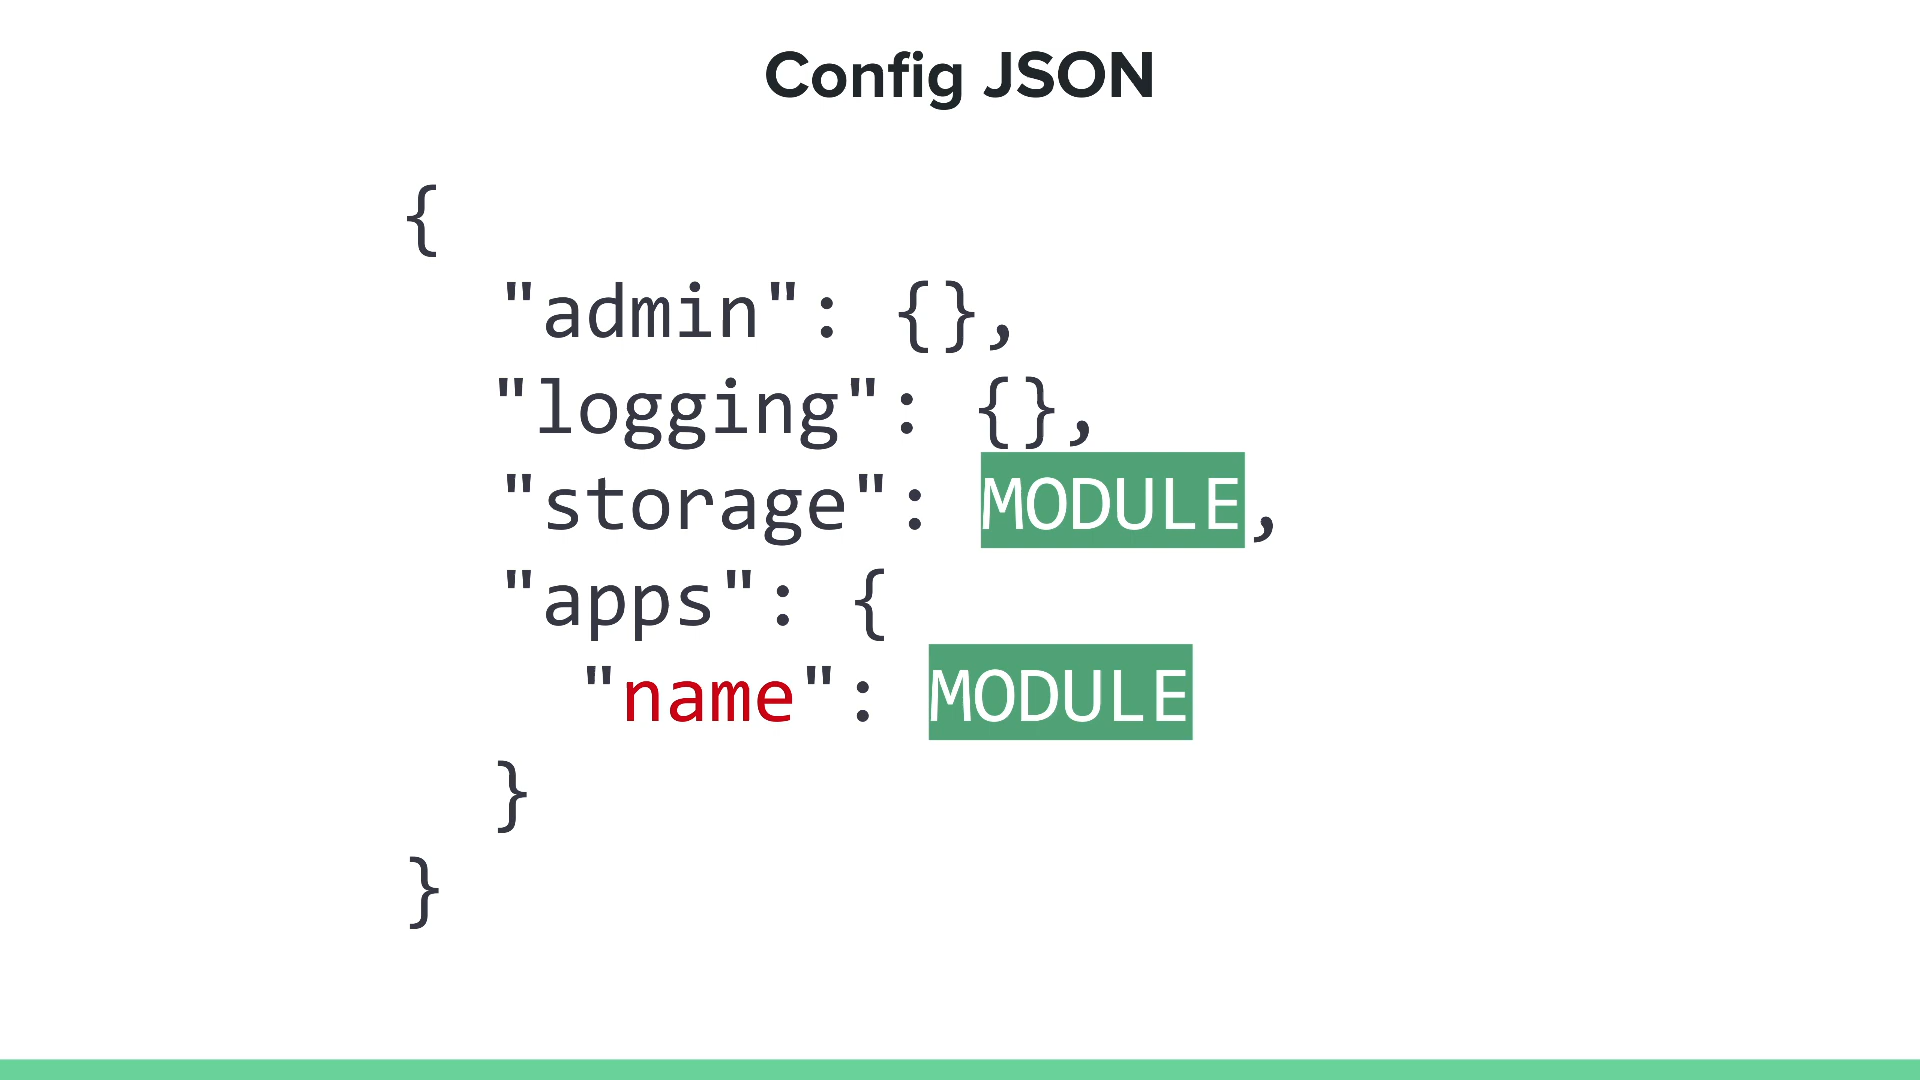 Config JSON
{
"admin": {},
"logging": {},
"storage": MODULE,
"apps": {
"name": MODULE
}
}